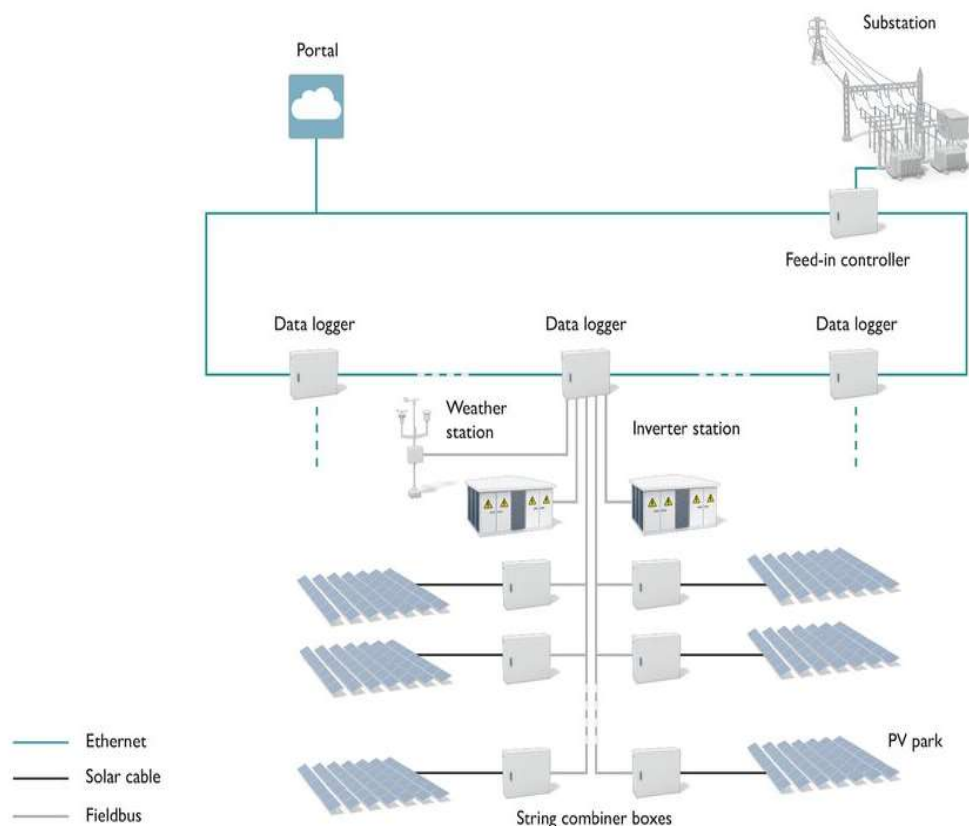 Substation
Portal
Feed-in controller
Data logger
Data logger
Data logger
Weather
station
Inverter station
PV park
Ethernet
Solar cable
Fieldbus
String combiner boxes